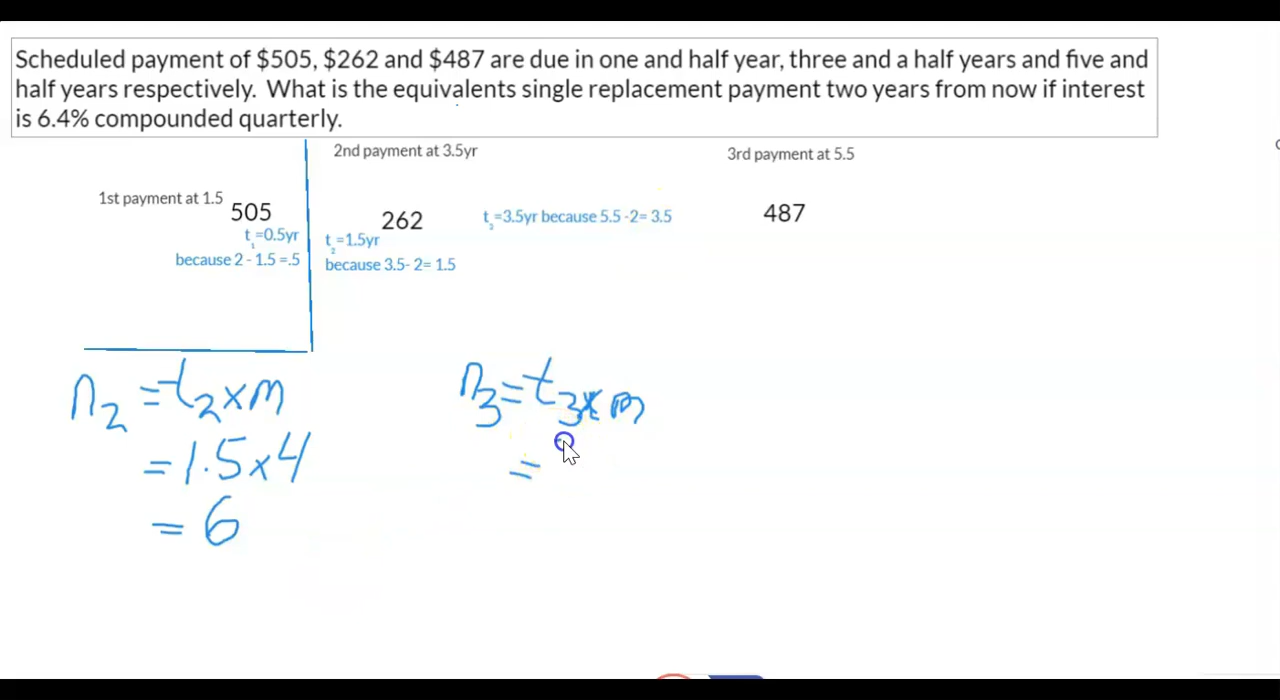 Scheduled payment of $505, $262 and $487 are due in one and half year, three and a half years and five and
half years respectively. What is the equivalents single replacement payment two years from now if interest
is 6.4% compounded quarterly.
2nd payment at 3.5yr
3rd payment at 5.5
1st payment at 1.5
505
262
t₃=3.5yr because 5.5 -2= 3.5
487
t₁=0.5yr
because 2 - 1.5 =.5
t₂=1.5yr
because 3.5- 2= 1.5
n₂ = t₂ x m
= 1.5 x 4
= 6
n₃ = t₃ x m
=